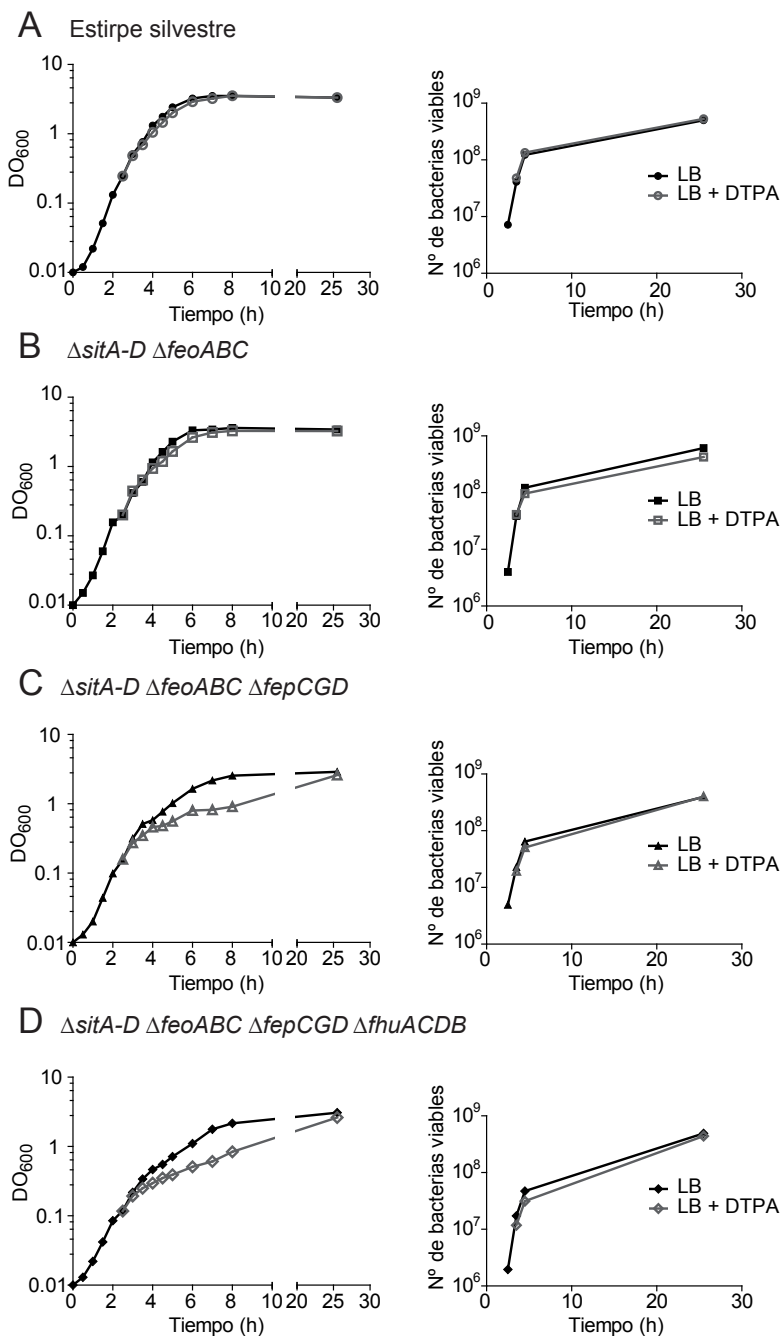 A Estirpe silvestre
DO600
10
1
0.1
0.01
0 2 4 6 8 10 20 25 30
Tiempo (h)
Nº de bacterias viables
10^9
10^8
10^7
10^6
0 10 20 30
Tiempo (h)
LB
LB + DTPA
B ΔsitA-D ΔfeoABC
DO600
10
1
0.1
0.01
0 2 4 6 8 10 20 25 30
Tiempo (h)
Nº de bacterias viables
10^9
10^8
10^7
10^6
0 10 20 30
Tiempo (h)
LB
LB + DTPA
C ΔsitA-D ΔfeoABC ΔfepCGD
DO600
10
1
0.1
0.01
0 2 4 6 8 10 20 25 30
Tiempo (h)
Nº de bacterias viables
10^9
10^8
10^7
10^6
0 10 20 30
Tiempo (h)
LB
LB + DTPA
D ΔsitA-D ΔfeoABC ΔfepCGD ΔfhuACDB
DO600
10
1
0.1
0.01
0 2 4 6 8 10 20 25 30
Tiempo (h)
Nº de bacterias viables
10^9
10^8
10^7
10^6
0 10 20 30
Tiempo (h)
LB
LB + DTPA